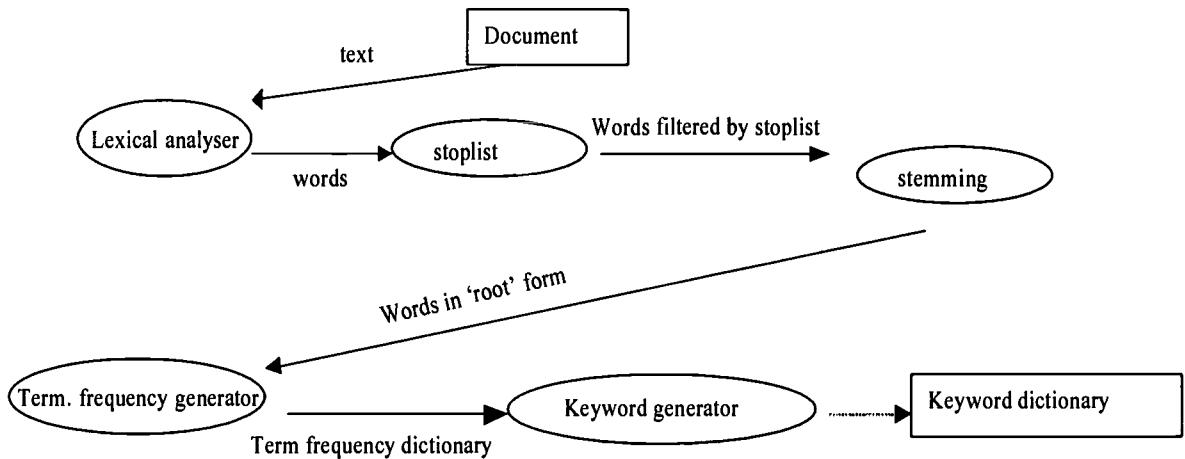 Document
text
Lexical analyser
words
stoplist
Words filtered by stoplist
stemming
Words in ‘root’ form
Term. frequency generator
Term frequency dictionary
Keyword generator
Keyword dictionary